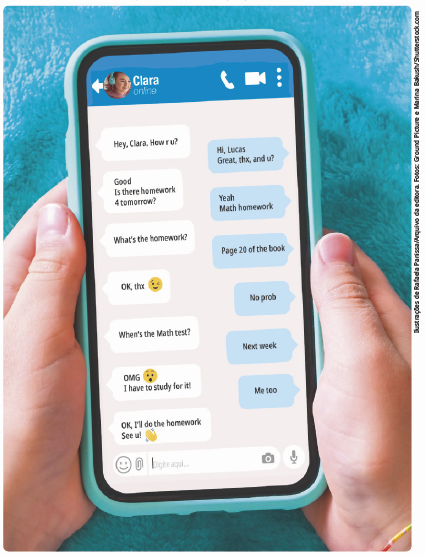 Clara
online
Hey, Clara. How r u?
Hi, Lucas
Great, thx, and u?
Good
Is there homework
4 tomorrow?
Yeah
Math homework
What's the homework?
Page 20 of the book
OK, thx
No prob
When's the Math test?
Next week
OMG
I have to study for it!
Me too
OK, I'll do the homework
See u!
Digite aqui...
Ilustrações de Rafaela Parissa/Arquivo da editora. Fotos: Ground Picture e Marina Bakush/Shutterstock.com